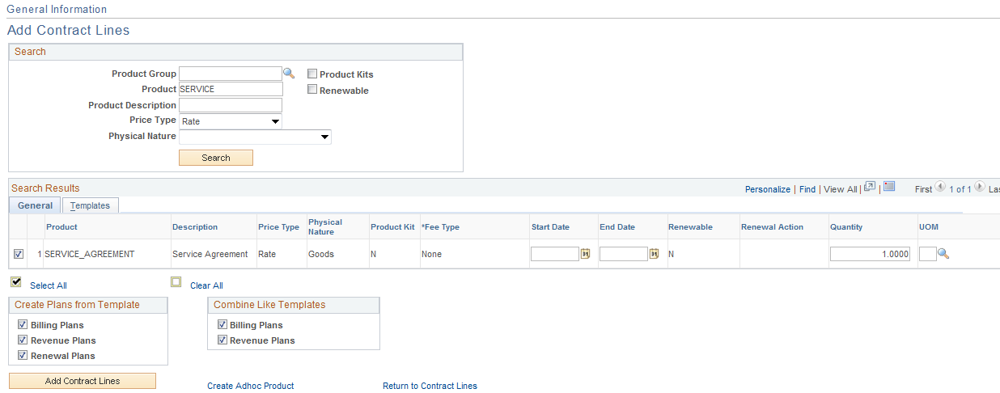 General Information
Add Contract Lines
Search
Product Group
Product Kits
Product SERVICE
Renewable
Product Description
Price Type Rate
Physical Nature
Search
Search Results Personalize | Find | View All | | First 1 of 1 Las
General Templates
Product Description Price Type Physical Nature Product Kit *Fee Type Start Date End Date Renewable Renewal Action Quantity UOM
1 SERVICE_AGREEMENT Service Agreement Rate Goods N None N 1.0000
Select All Clear All
Create Plans from Template
Billing Plans
Revenue Plans
Renewal Plans
Combine Like Templates
Billing Plans
Revenue Plans
Add Contract Lines Create Adhoc Product Return to Contract Lines